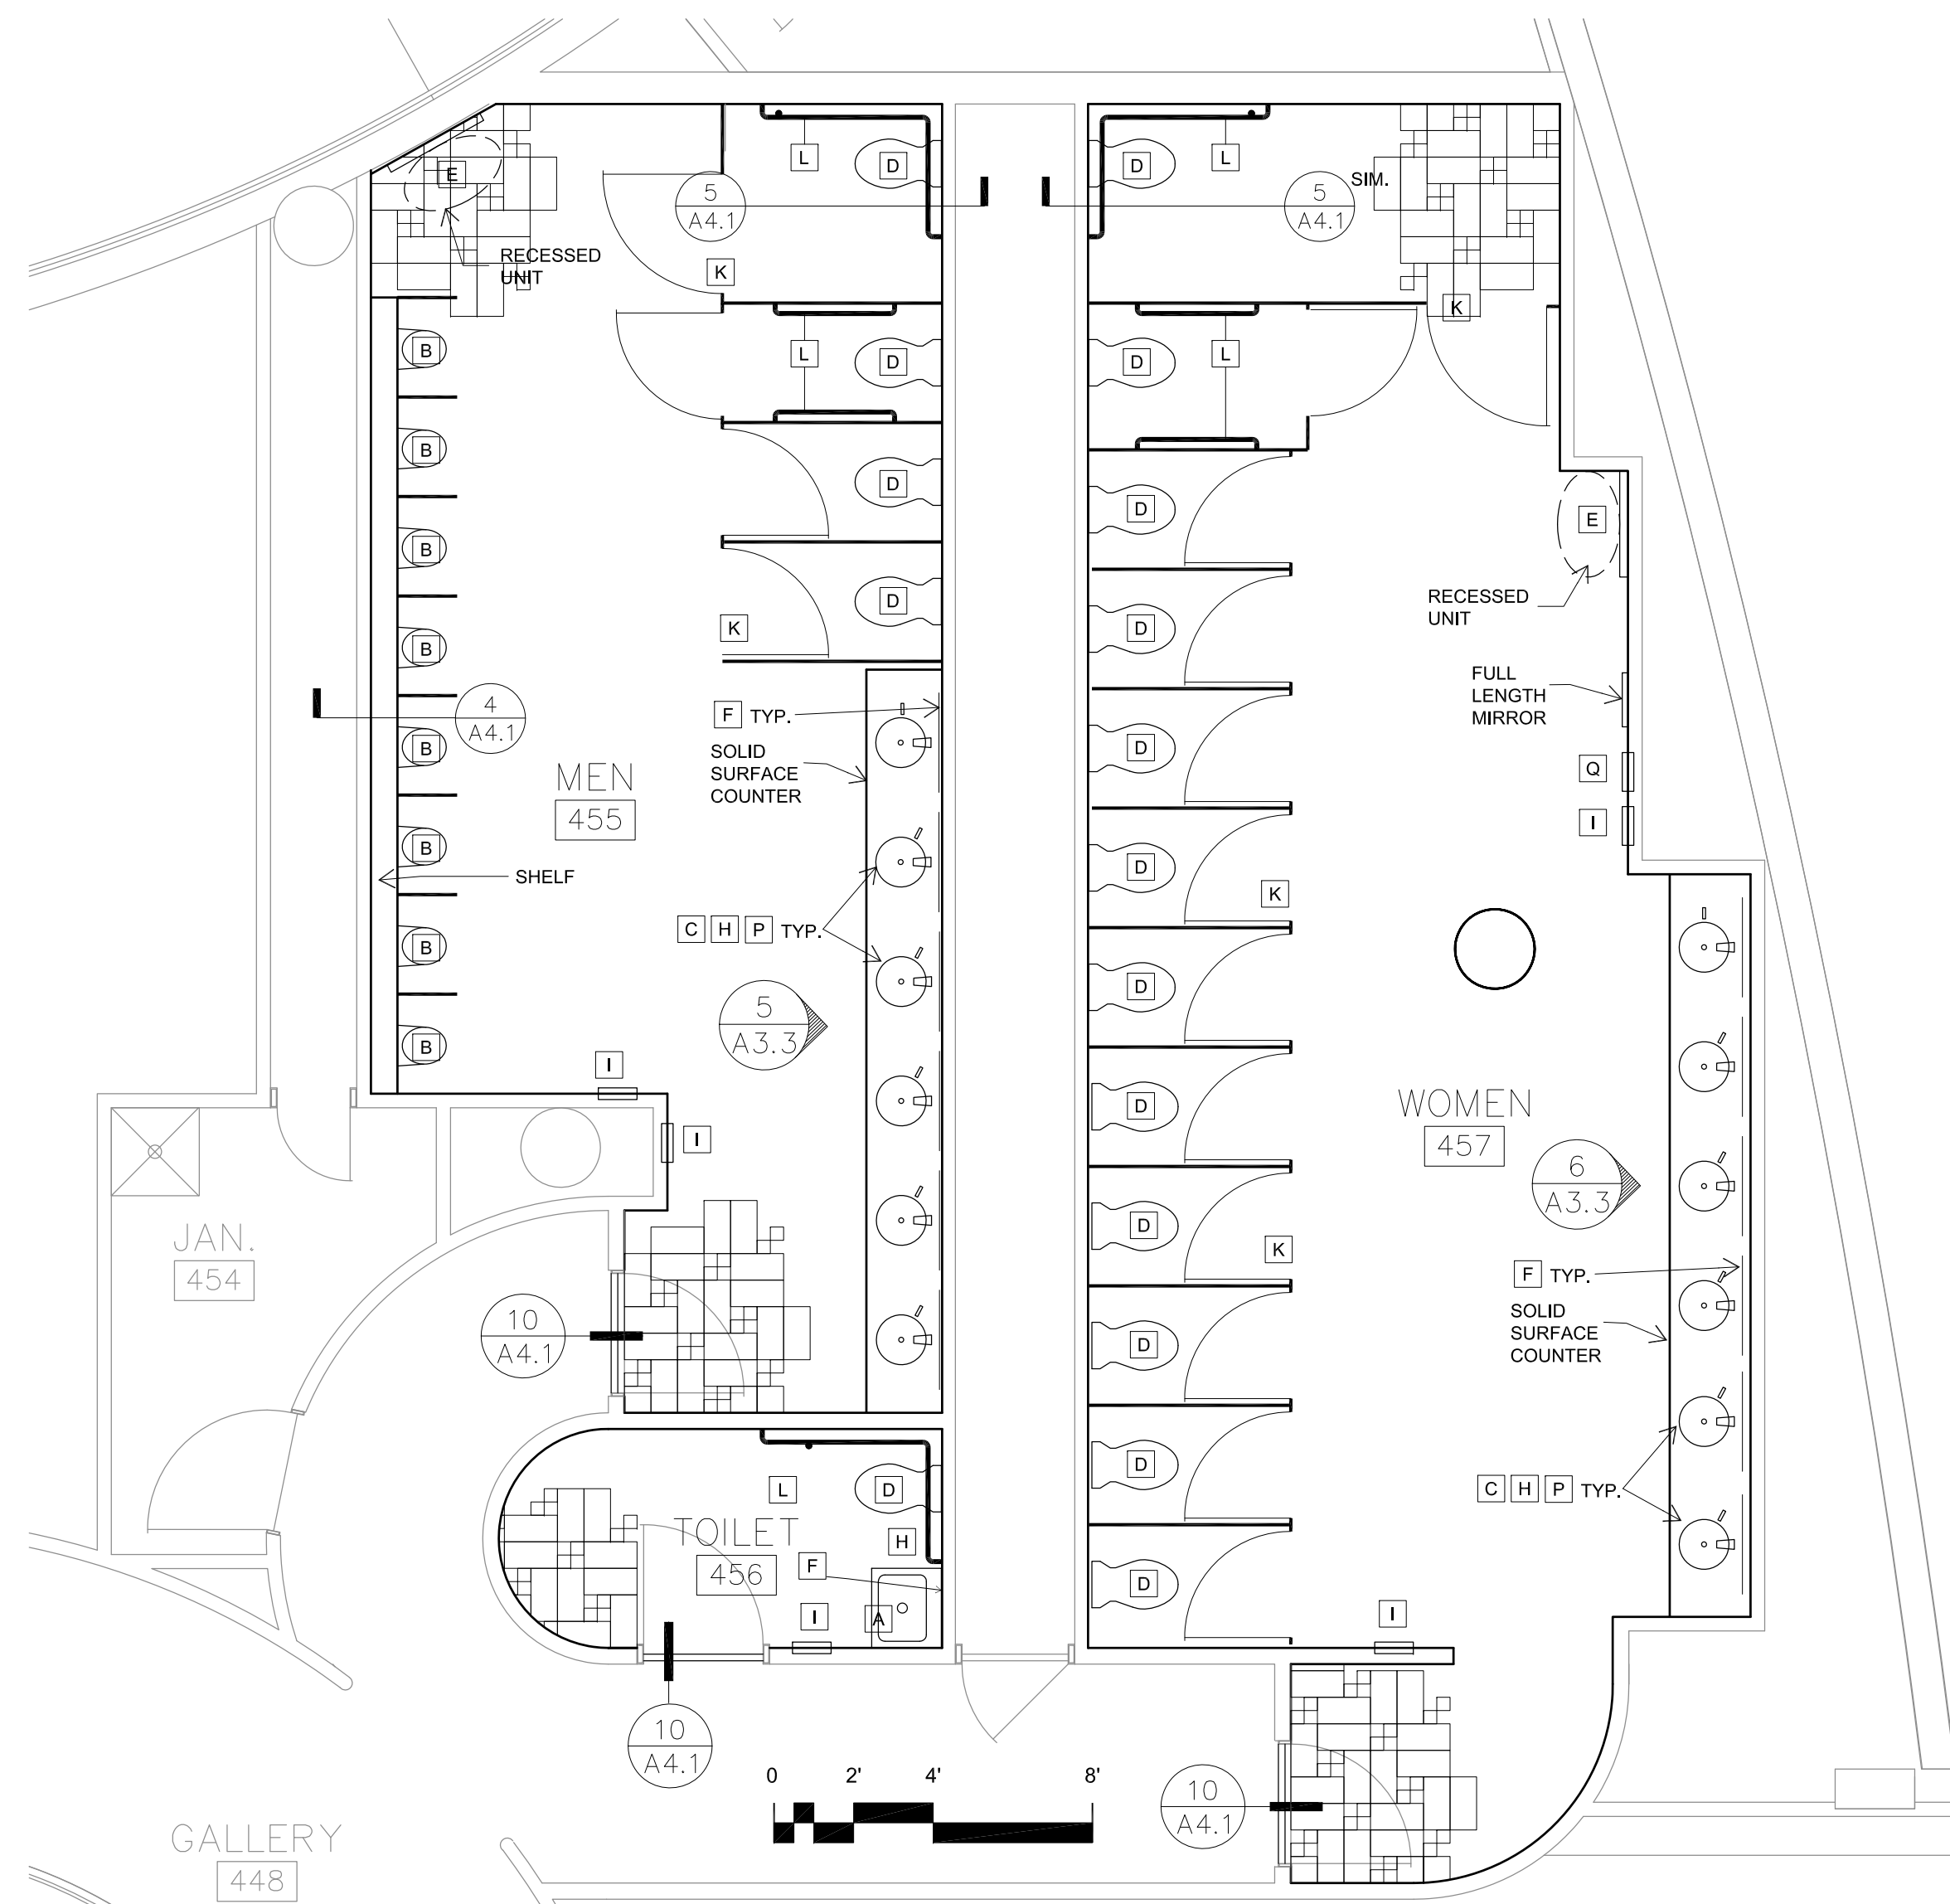 L
D
D
L
E
5
A4.1
5
A4.1
SIM.
RECESSED
UNIT
K
K
B
L
D
D
L
B
D
D
E
B
D
RECESSED
UNIT
K
B
D
FULL
LENGTH
MIRROR
4
A4.1
F TYP.
SOLID
SURFACE
COUNTER
B
D
Q
I
MEN
455
B
D
SHELF
K
C H P TYP.
B
D
5
A3.3
B
I
I
D
WOMEN
457
6
A3.3
JAN.
454
D
K
F TYP.
SOLID
SURFACE
COUNTER
10
A4.1
D
L
D
D
C H P TYP.
TOILET
456
H
F
D
I
A
I
10
A4.1
0 2' 4' 8'
10
A4.1
GALLERY
448